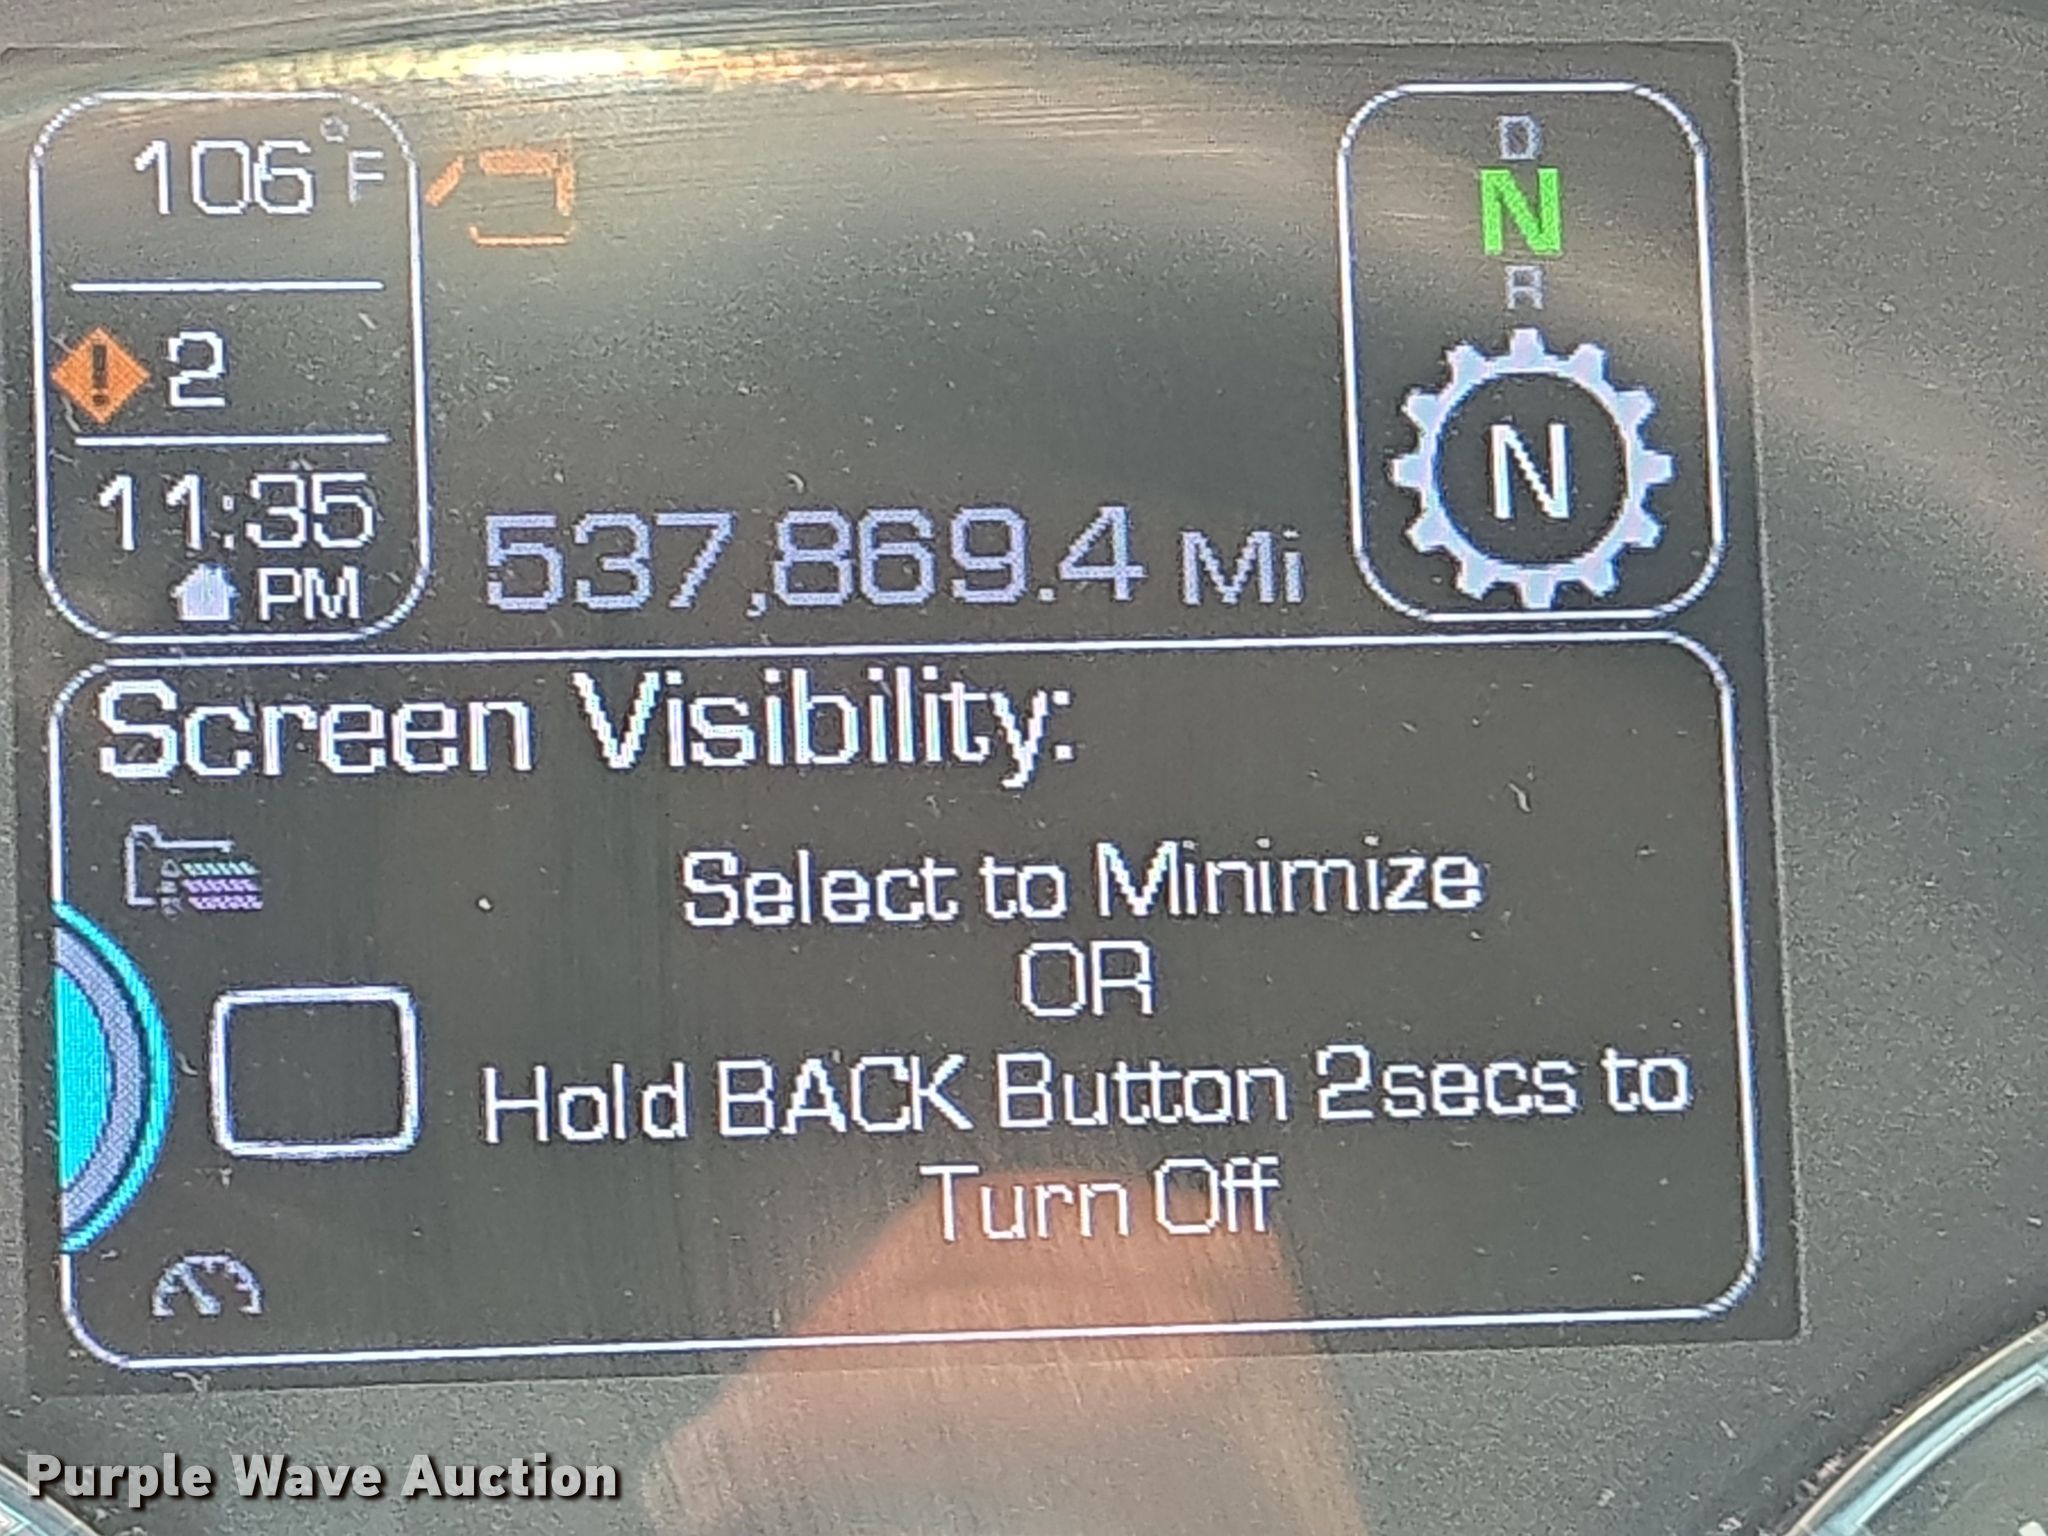 106°F
2
11:35
PM
537,869.4 Mi
D
N
R
N
Screen Visibility:
Select to Minimize
OR
Hold BACK Button 2secs to
Turn Off
Purple Wave Auction